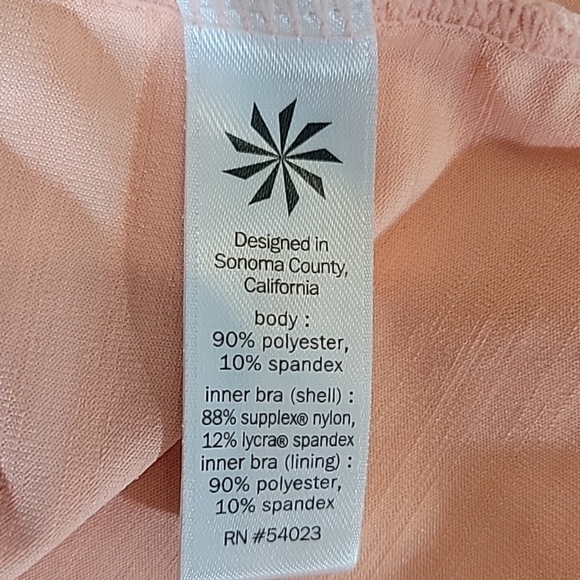 Designed in
Sonoma County,
California
body :
90% polyester,
10% spandex
inner bra (shell) :
88% supplex® nylon,
12% lycra® spandex
inner bra (lining) :
90% polyester,
10% spandex
RN #54023